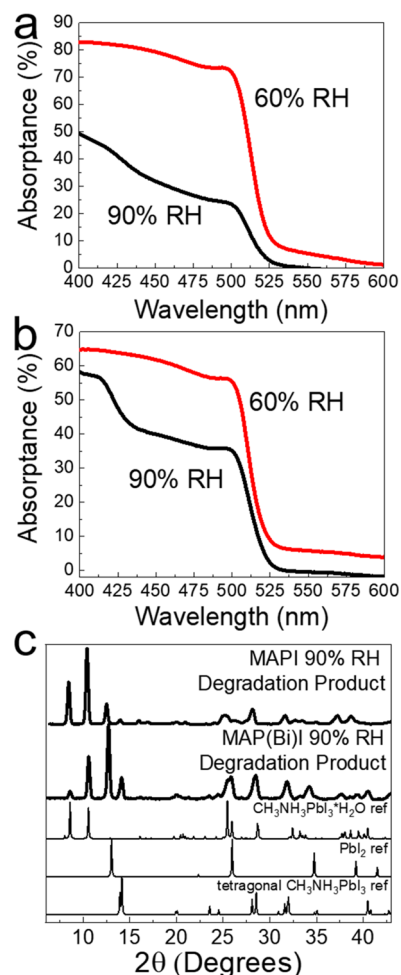 a
Absorptance (%)
90
80
70
60
50
40
30
20
10
0
60% RH
90% RH
400 425 450 475 500 525 550 575 600
Wavelength (nm)
b
Absorptance (%)
70
60
50
40
30
20
10
0
60% RH
90% RH
400 425 450 475 500 525 550 575 600
Wavelength (nm)
c
MAPI 90% RH
Degradation Product
MAP(Bi)I 90% RH
Degradation Product
CH3NH3PbI3*H2O ref
PbI2 ref
tetragonal CH3NH3PbI3 ref
10 15 20 25 30 35 40
2θ (Degrees)